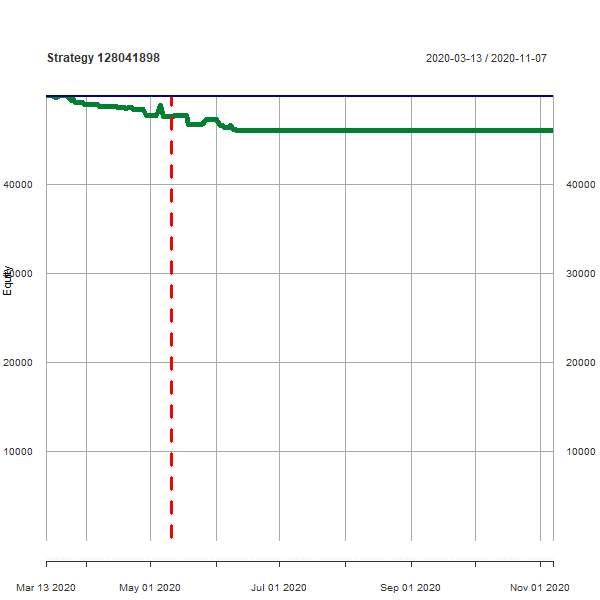 Strategy 128041898
2020-03-13 / 2020-11-07
40000
40000
30000
30000
Equity
20000
20000
10000
10000
Mar 13 2020
May 01 2020
Jul 01 2020
Sep 01 2020
Nov 01 2020